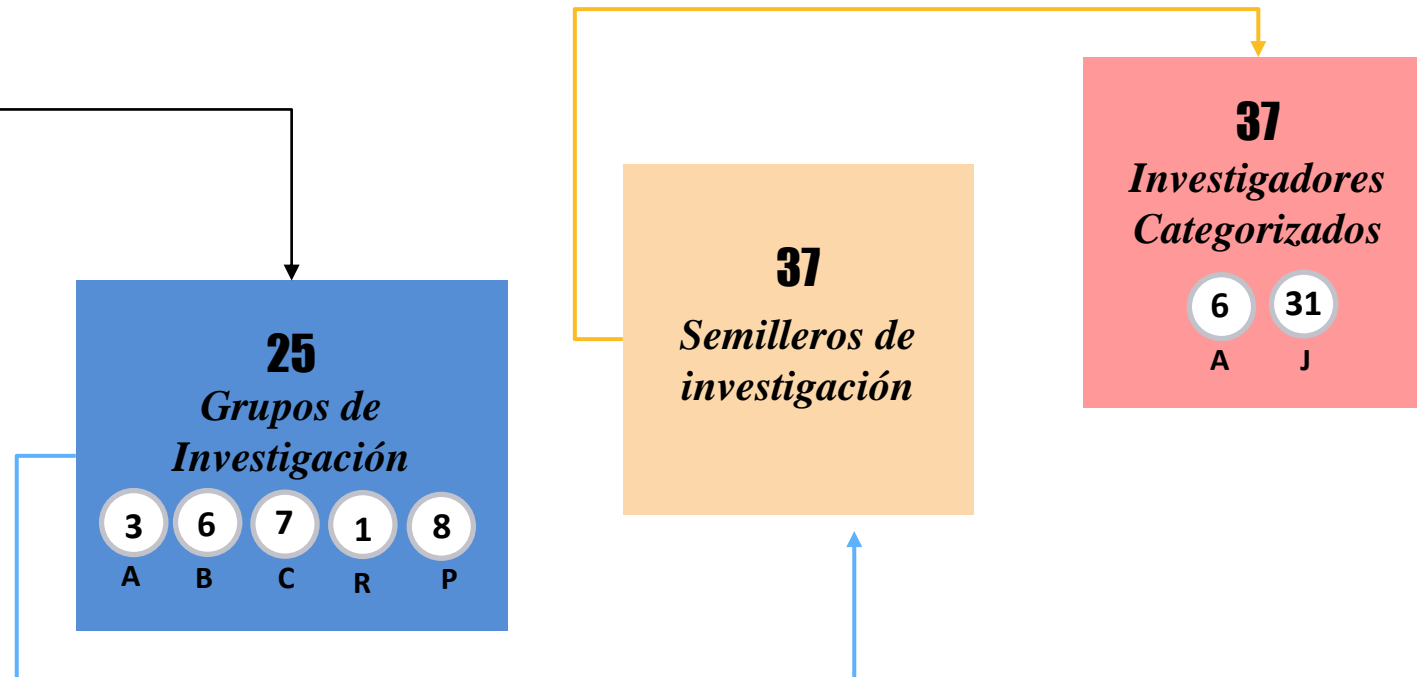 25
Grupos de
Investigación
3 6 7 1 8
A B C R P
37
Semilleros de
investigación
37
Investigadores
Categorizados
6 31
A J